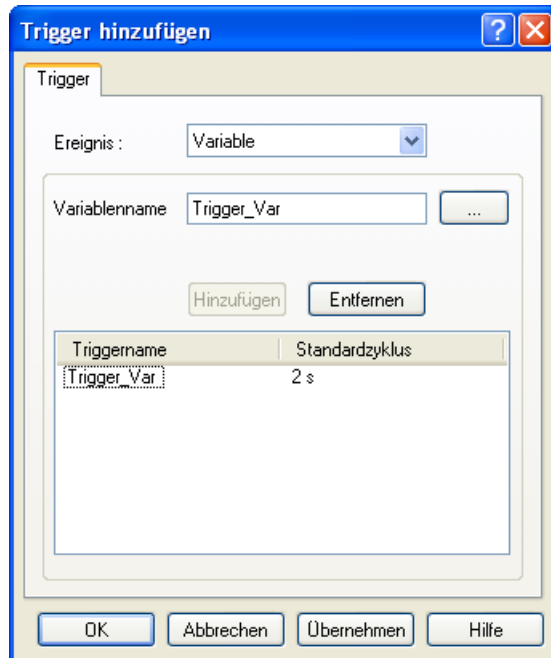 Trigger hinzufügen
Trigger
Ereignis : Variable
Variablenname Trigger_Var ...
Hinzufügen Entfernen
Triggername Standardzyklus
Trigger_Var 2 s
OK Abbrechen Übernehmen Hilfe